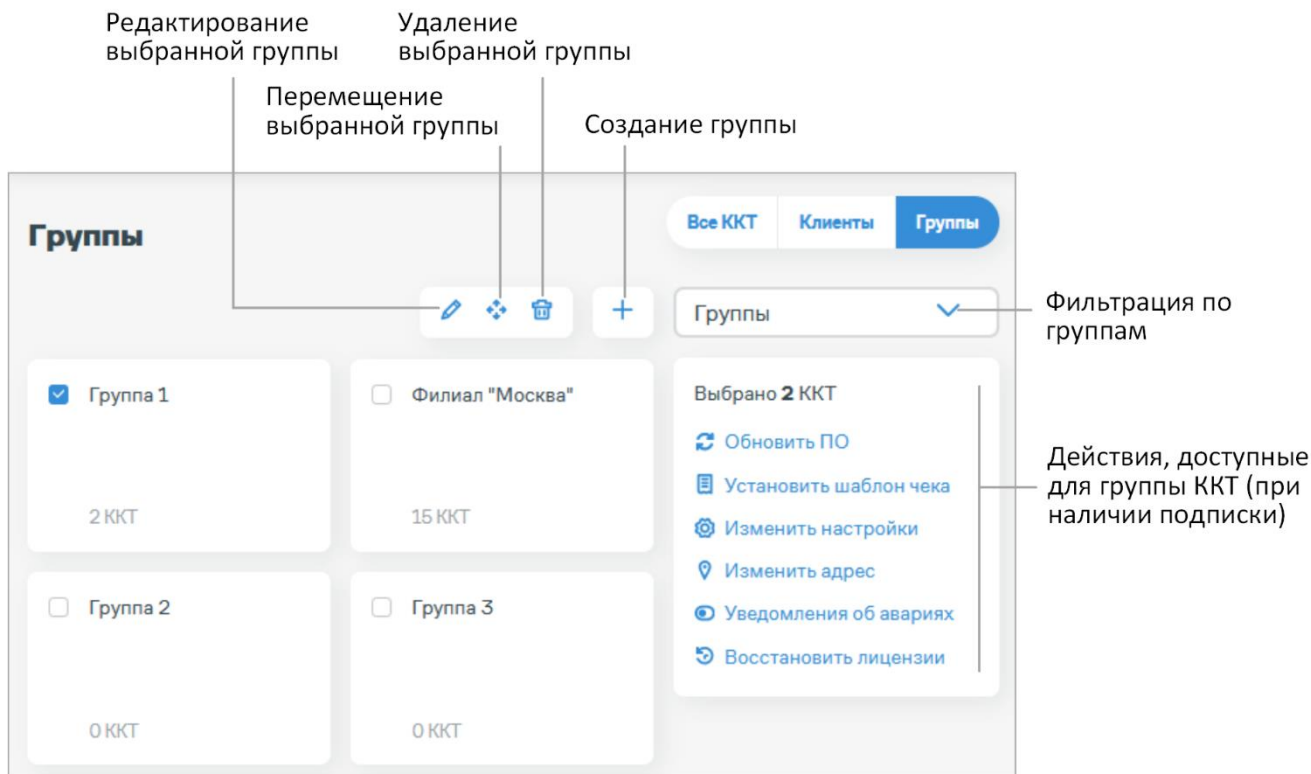 Редактирование
выбранной группы
Удаление
выбранной группы
Перемещение
выбранной группы
Создание группы
Группы
Все ККТ
Клиенты
Группы
Группы
Фильтрация по
группам
Группа 1
2 ККТ
Филиал "Москва"
15 ККТ
Выбрано 2 ККТ
Обновить ПО
Установить шаблон чека
Изменить настройки
Изменить адрес
Уведомления об авариях
Восстановить лицензии
Действия, доступные
для группы ККТ (при
наличии подписки)
Группа 2
0 ККТ
Группа 3
0 ККТ